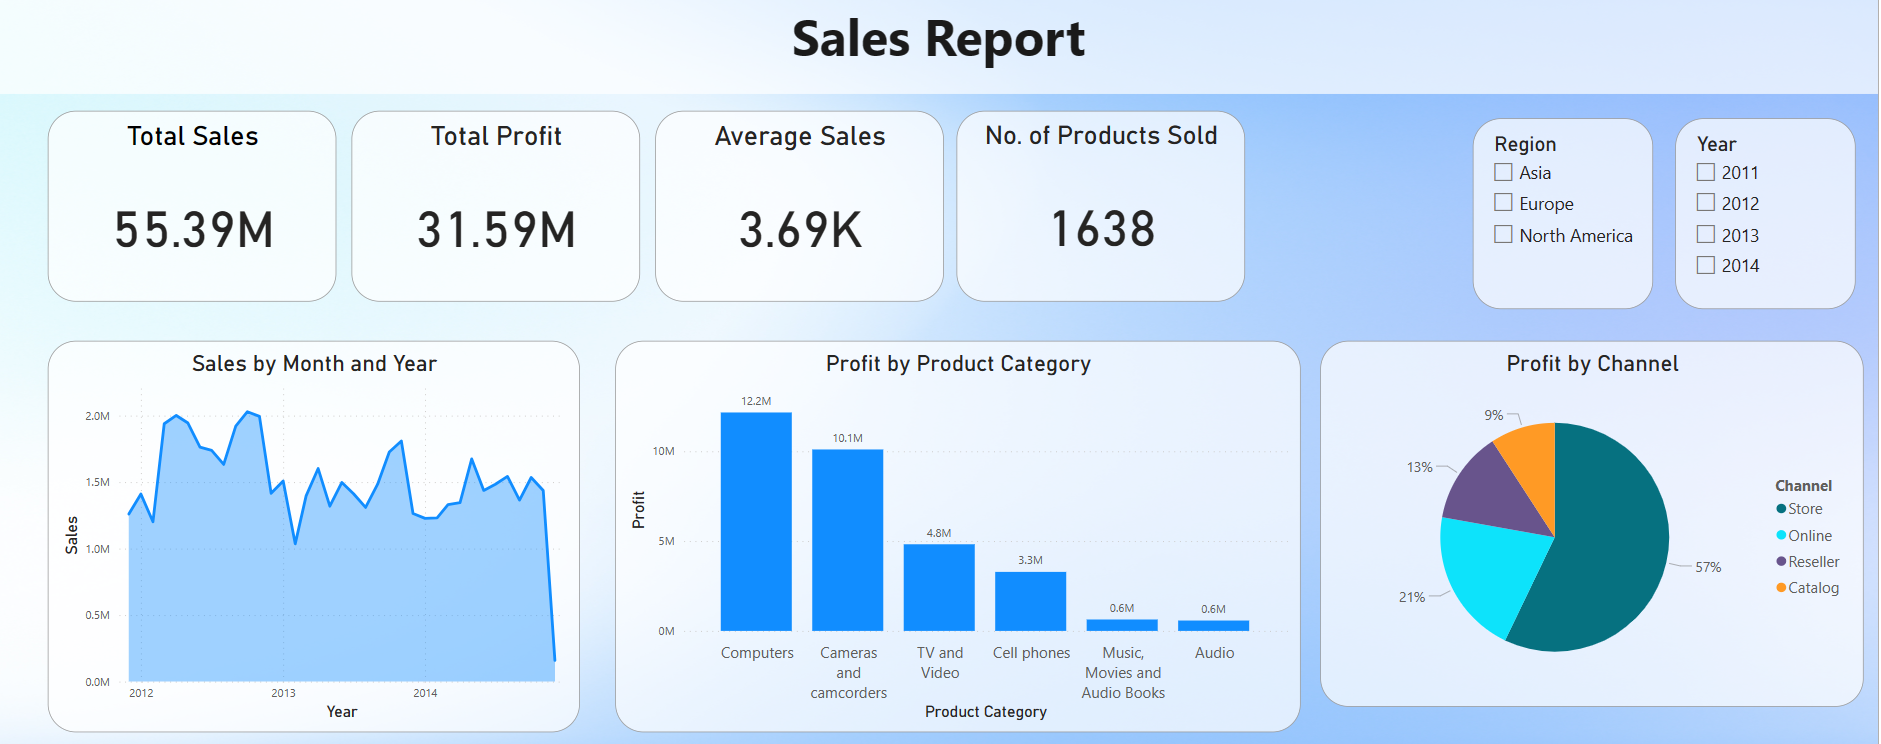 Sales Report
Total Sales
55.39M
Total Profit
31.59M
Average Sales
3.69K
No. of Products Sold
1638
Region
Asia
Europe
North America
Year
2011
2012
2013
2014
Sales by Month and Year
2.0M
1.5M
1.0M
0.5M
0.0M
Sales
2012
2013
2014
Year
Profit by Product Category
10M
5M
0M
Profit
12.2M
10.1M
4.8M
3.3M
0.6M
0.6M
Computers
Cameras
and
camcorders
TV and
Video
Cell phones
Music,
Movies and
Audio Books
Audio
Product Category
Profit by Channel
9%
13%
21%
57%
Channel
Store
Online
Reseller
Catalog